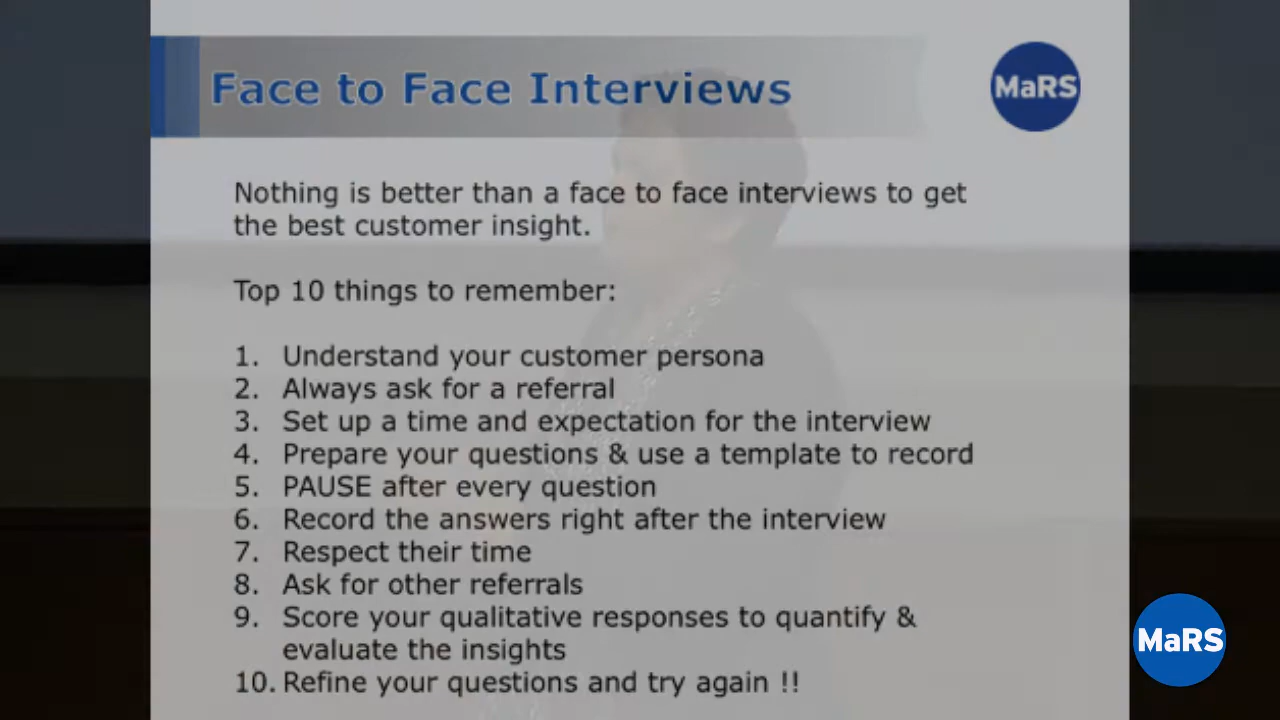 Face to Face Interviews
MaRS
Nothing is better than a face to face interviews to get
the best customer insight.
Top 10 things to remember:
1. Understand your customer persona
2. Always ask for a referral
3. Set up a time and expectation for the interview
4. Prepare your questions & use a template to record
5. PAUSE after every question
6. Record the answers right after the interview
7. Respect their time
8. Ask for other referrals
9. Score your qualitative responses to quantify &
evaluate the insights
10. Refine your questions and try again !!
MaRS